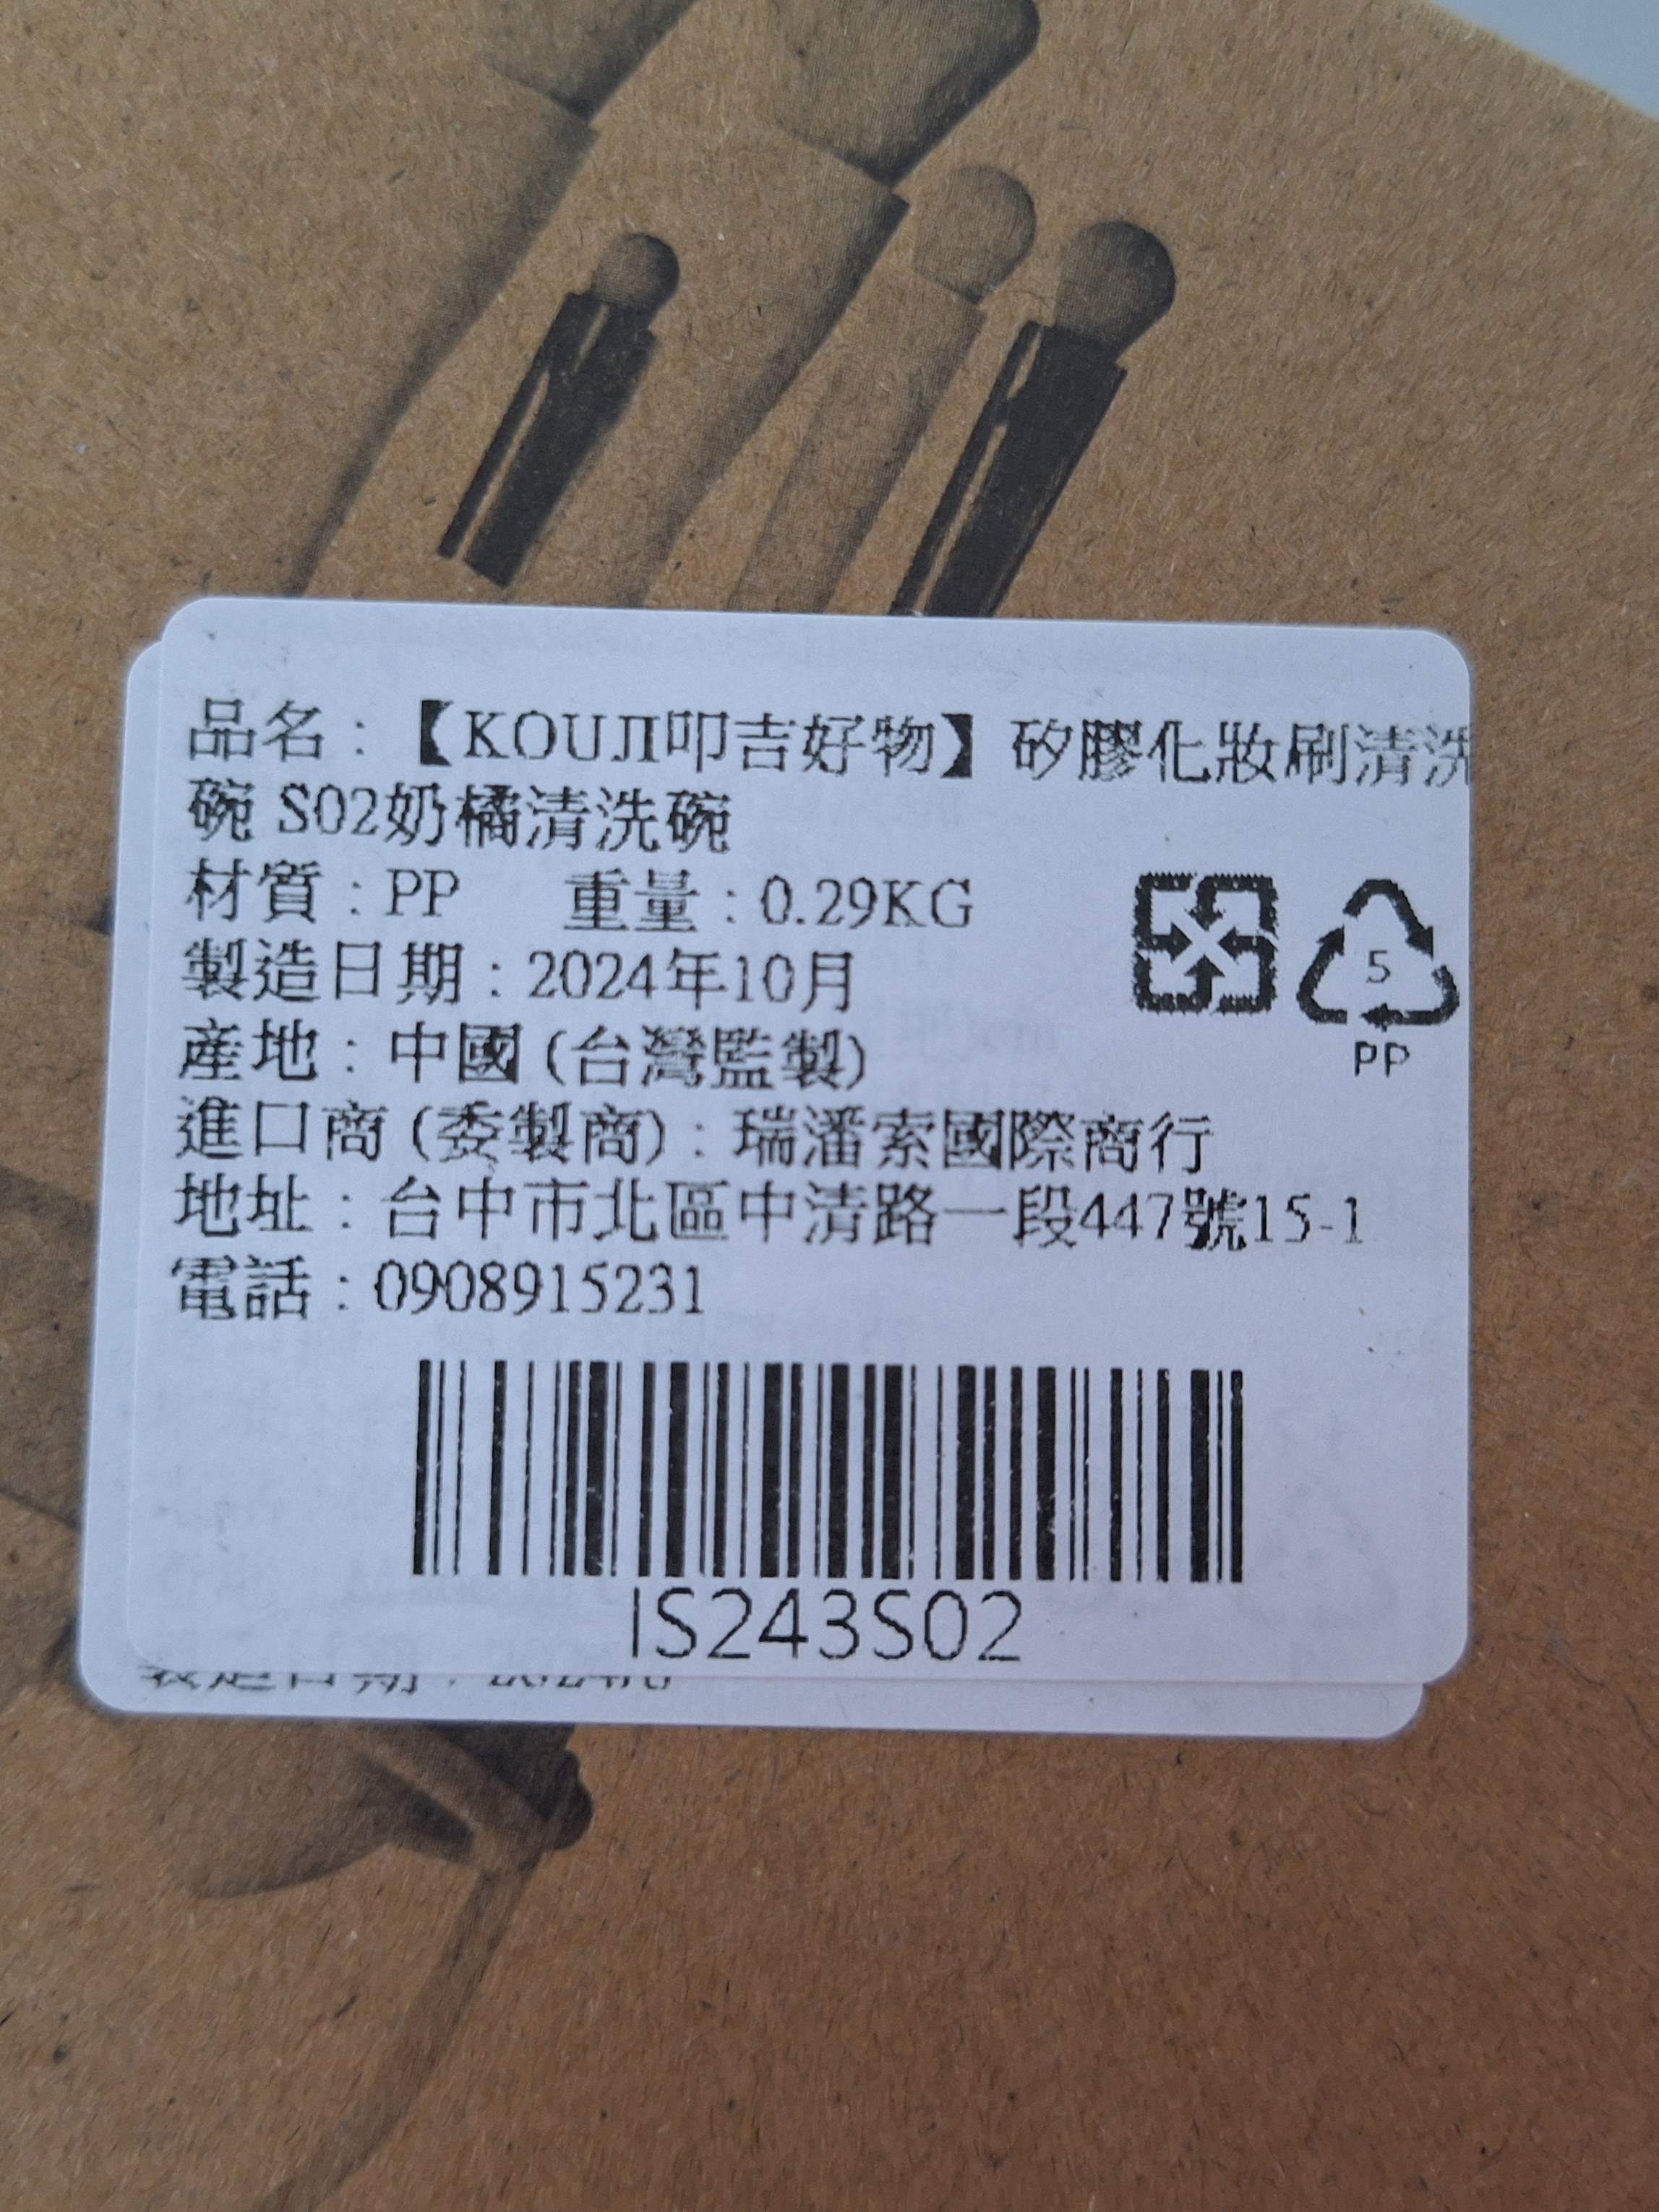 品名：【KOUJI叩吉好物】矽膠化妝刷清洗
碗 S02奶橘清洗碗
材質：PP 重量：0.29KG
製造日期：2024年10月
產地：中國 (台灣監製)
進口商 (委製商)：瑞潘索國際商行
地址：台中市北區中清路一段447號15-1
電話：0908915231
5
PP
IS243S02